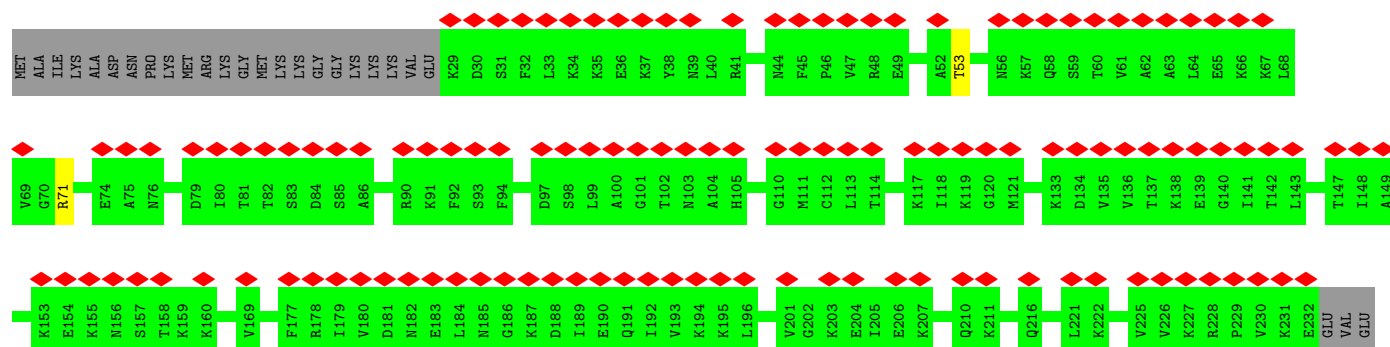 MET ALA ILE LYS ALA ASP ASN PRO LYS MET ARG LYS GLY MET LYS LYS GLY GLY LYS LYS LYS VAL GLU K29 D30 S31 F32 L33 K34 K35 E36 K37 Y38 N39 L40 R41 N44 F45 P46 V47 R48 E49 A52 T53 N56 K57 Q58 S59 T60 V61 A62 A63 L64 E65 K66 K67 L68
V69 G70 R71 E74 A75 N76 D79 I80 T81 T82 S83 D84 S85 A86 R90 K91 F92 S93 F94 D97 S98 L99 A100 G101 T102 N103 A104 H105 G110 M111 C112 L113 T114 K117 I118 K119 G120 M121 K133 D134 V135 V136 T137 K138 E139 G140 I141 T142 L143 T147 I148 A149
K153 E154 K155 N156 S157 T158 K159 K160 V169 F177 R178 I179 V180 D181 N182 E183 L184 N185 G186 K187 D188 I189 E190 Q191 I192 V193 K194 K195 L196 V201 G202 K203 E204 I205 E206 K207 Q210 K211 Q216 L221 K222 V225 V226 K227 R228 P229 V230 K231 E232 GLU VAL GLU